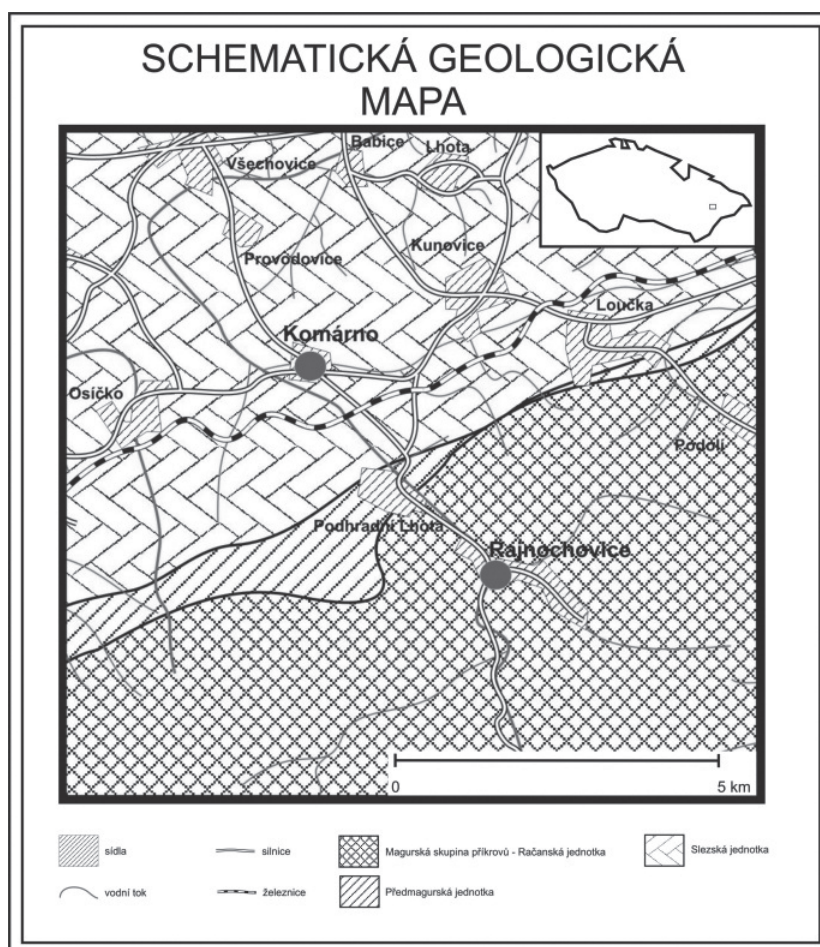 SCHEMATICKÁ GEOLOGICKÁ
MAPA
Babice
Lhota
Všechovice
Kunovice
Provodovice
Loučka
Komárno
Osíčko
Podolí
Podhradní Lhota
Rajnochovice
0
5 km
sídla
silnice
Magurská skupina příkrovů - Račanská jednotka
Slezská jednotka
vodní tok
železnice
Předmagurská jednotka